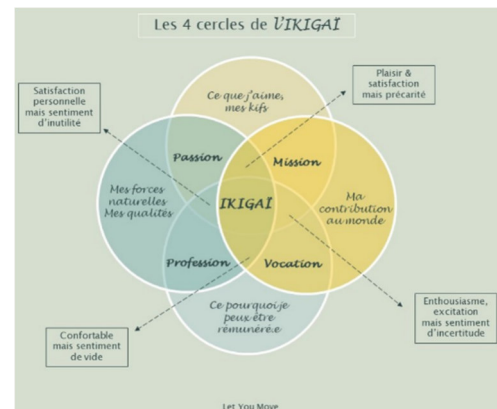 Les 4 cercles de L'IKIGAÏ
Satisfaction
personnelle
mais sentiment
d'inutilité
Plaisir &
satisfaction
mais précarité
Ce que j'aime,
mes kifs
Passion
Mission
Mes forces
naturelles
Mes qualités
IKIGAÏ
Ma
contribution
au monde
Profession
Vocation
Ce pourquoi je
peux être
rémunéré.e
Confortable
mais sentiment
de vide
Enthousiasme,
excitation
mais sentiment
d'incertitude
Let You Move